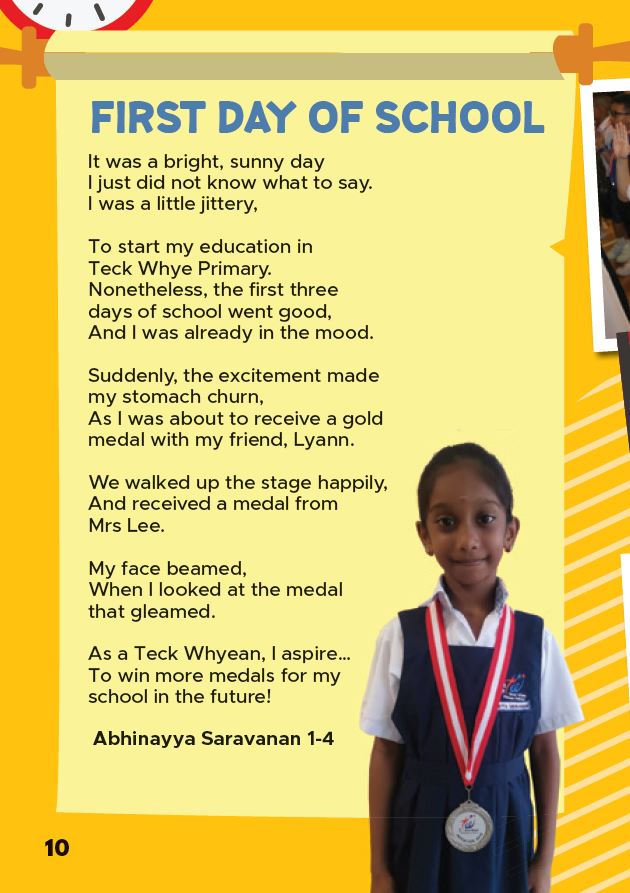 FIRST DAY OF SCHOOL
It was a bright, sunny day
I just did not know what to say.
I was a little jittery,
To start my education in
Teck Whye Primary.
Nonetheless, the first three
days of school went good,
And I was already in the mood.
Suddenly, the excitement made
my stomach churn,
As I was about to receive a gold
medal with my friend, Lyann.
We walked up the stage happily,
And received a medal from
Mrs Lee.
My face beamed,
When I looked at the medal
that gleamed.
As a Teck Whyean, I aspire...
To win more medals for my
school in the future!
Abhinayya Saravanan 1-4
10